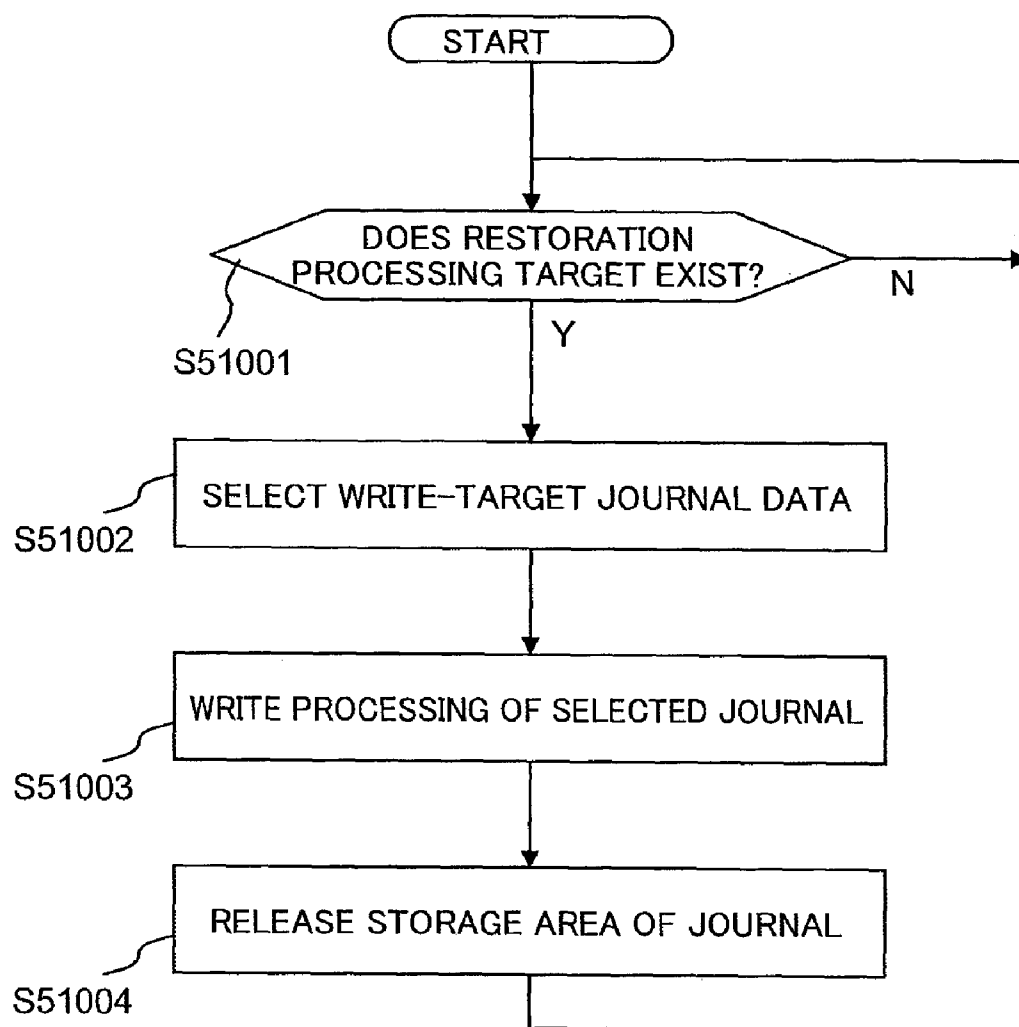 START
DOES RESTORATION
PROCESSING TARGET EXIST?
N
Y
S51001
SELECT WRITE-TARGET JOURNAL DATA
S51002
WRITE PROCESSING OF SELECTED JOURNAL
S51003
RELEASE STORAGE AREA OF JOURNAL
S51004